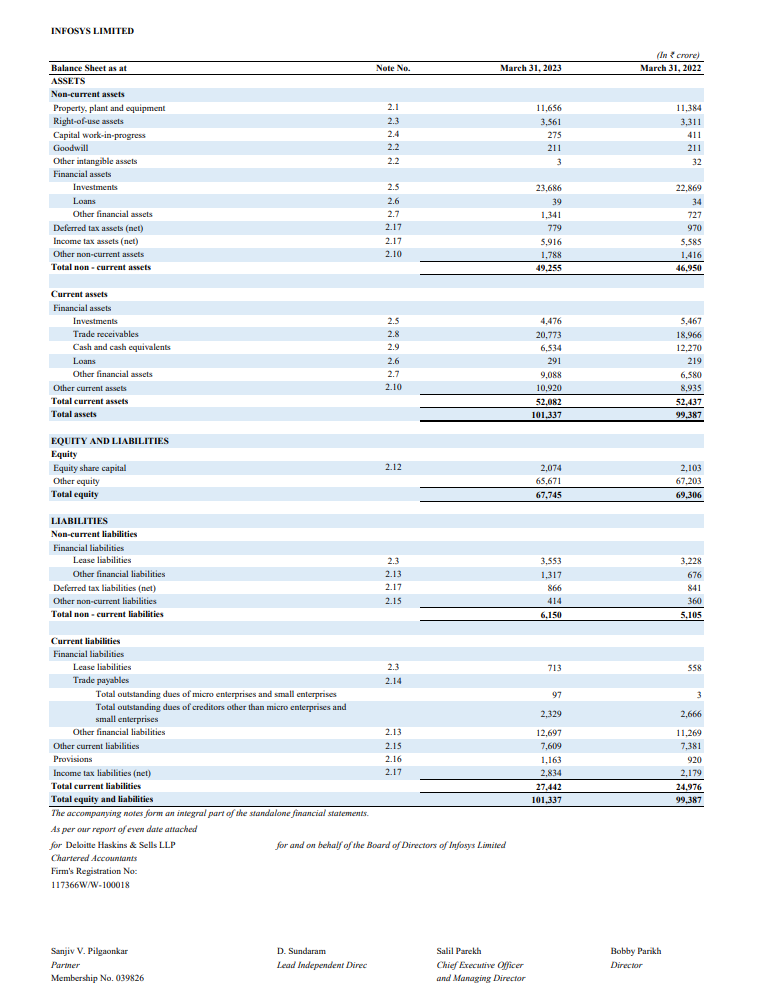 INFOSYS LIMITED
(In ₹ crore)
Balance Sheet as at Note No. March 31, 2023 March 31, 2022
ASSETS
Non-current assets
Property, plant and equipment 2.1 11,656 11,384
Right-of-use assets 2.3 3,561 3,311
Capital work-in-progress 2.4 275 411
Goodwill 2.2 211 211
Other intangible assets 2.2 3 32
Financial assets
Investments 2.5 23,686 22,869
Loans 2.6 39 34
Other financial assets 2.7 1,341 727
Deferred tax assets (net) 2.17 779 970
Income tax assets (net) 2.17 5,916 5,585
Other non-current assets 2.10 1,788 1,416
Total non - current assets 49,255 46,950
Current assets
Financial assets
Investments 2.5 4,476 5,467
Trade receivables 2.8 20,773 18,966
Cash and cash equivalents 2.9 6,534 12,270
Loans 2.6 291 219
Other financial assets 2.7 9,088 6,580
Other current assets 2.10 10,920 8,935
Total current assets 52,082 52,437
Total assets 101,337 99,387
EQUITY AND LIABILITIES
Equity
Equity share capital 2.12 2,074 2,103
Other equity 65,671 67,203
Total equity 67,745 69,306
LIABILITIES
Non-current liabilities
Financial liabilities
Lease liabilities 2.3 3,553 3,228
Other financial liabilities 2.13 1,317 676
Deferred tax liabilities (net) 2.17 866 841
Other non-current liabilities 2.15 414 360
Total non - current liabilities 6,150 5,105
Current liabilities
Financial liabilities
Lease liabilities 2.3 713 558
Trade payables 2.14
Total outstanding dues of micro enterprises and small enterprises 97 3
Total outstanding dues of creditors other than micro enterprises and
small enterprises 2,329 2,666
Other financial liabilities 2.13 12,697 11,269
Other current liabilities 2.15 7,609 7,381
Provisions 2.16 1,163 920
Income tax liabilities (net) 2.17 2,834 2,179
Total current liabilities 27,442 24,976
Total equity and liabilities 101,337 99,387
The accompanying notes form an integral part of the standalone financial statements.
As per our report of even date attached
for Deloitte Haskins & Sells LLP for and on behalf of the Board of Directors of Infosys Limited
Chartered Accountants
Firm's Registration No:
117366W/W-100018
Sanjiv V. Pilgaonkar D. Sundaram Salil Parekh Bobby Parikh
Partner Lead Independent Direc Chief Executive Officer Director
Membership No. 039826 and Managing Director